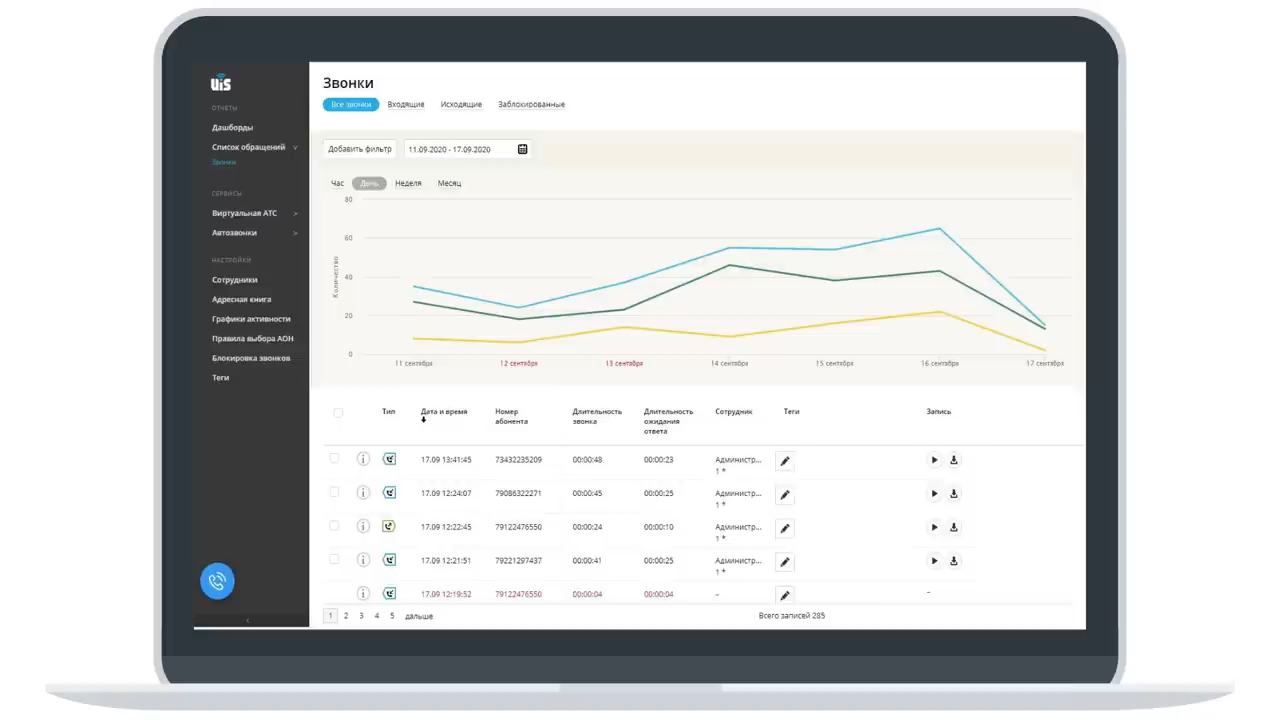 UiS
ОТЧЕТЫ
Дашборды
Список обращений
Звонки
СЕРВИСЫ
Виртуальная АТС
Автозвонки
НАСТРОЙКИ
Сотрудники
Адресная книга
Графики активности
Правила выбора АОН
Блокировка звонков
Теги
Звонки
Все звонки Входящие Исходящие Заблокированные
Добавить фильтр 11.09.2020 - 17.09.2020
Час День Неделя Месяц
Количество
80
60
40
20
0
11 сентября 12 сентября 13 сентября 14 сентября 15 сентября 16 сентября 17 сентября
Тип Дата и время Номер абонента Длительность звонка Длительность ожидания ответа Сотрудник Теги Запись
17.09 13:41:45 73432235209 00:00:48 00:00:23 Администр... 1 *
17.09 12:24:07 79086322271 00:00:45 00:00:25 Администр... 1 *
17.09 12:22:45 79122476550 00:00:24 00:00:10 Администр... 1 *
17.09 12:21:51 79221297437 00:00:41 00:00:25 Администр... 1 *
17.09 12:19:52 79122476550 00:00:04 00:00:04 – –
1 2 3 4 5 дальше Всего записей 285